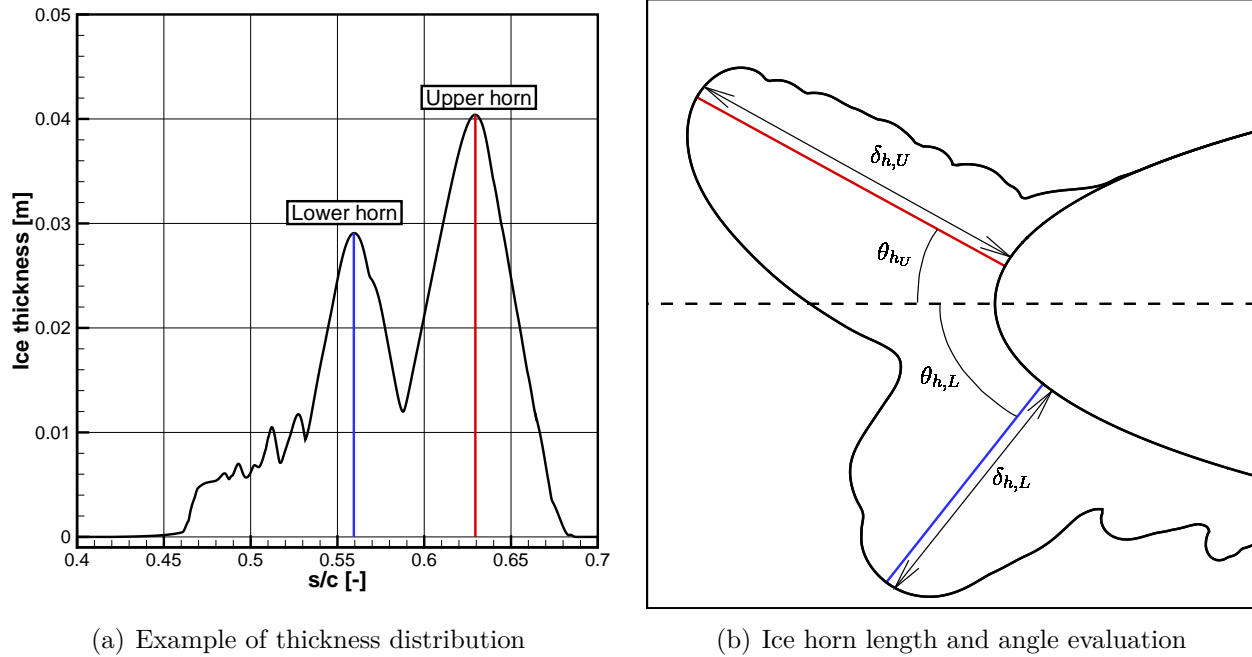 0.05
0.04
0.03
0.02
0.01
0
Ice thickness [m]
Upper horn
Lower horn
0.4
0.45
0.5
0.55
0.6
0.65
0.7
s/c [-]
(a) Example of thickness distribution
δh,U
θhU
θh,L
δh,L
(b) Ice horn length and angle evaluation